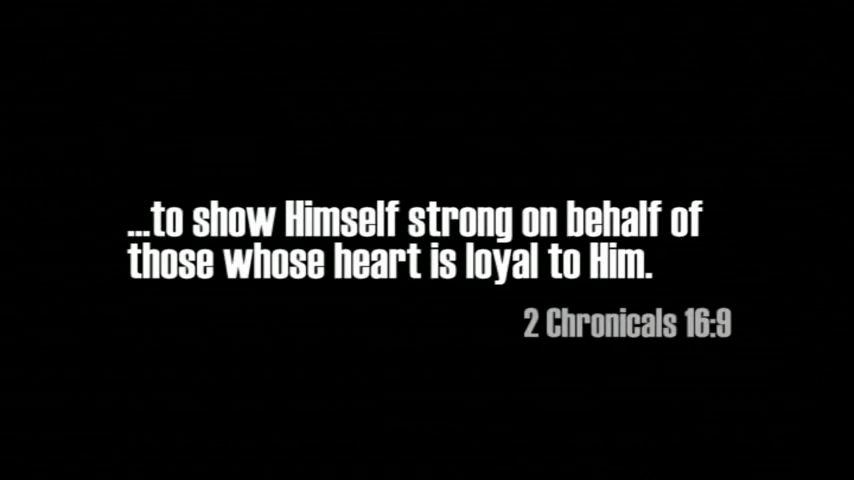 ...to show Himself strong on behalf of
those whose heart is loyal to Him.
2 Chronicals 16:9